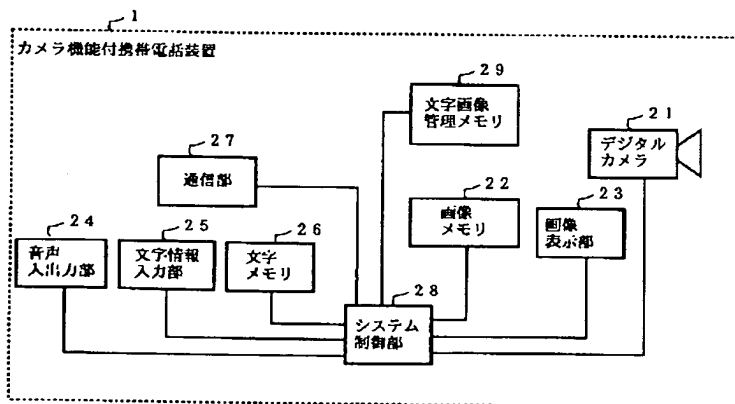 1
カメラ機能付携帯電話装置
29
文字画像
管理メモリ
21
デジタル
カメラ
27
通信部
22
画像
メモリ
23
画像
表示部
24
音声
入出力部
25
文字情報
入力部
26
文字
メモリ
28
システム
制御部